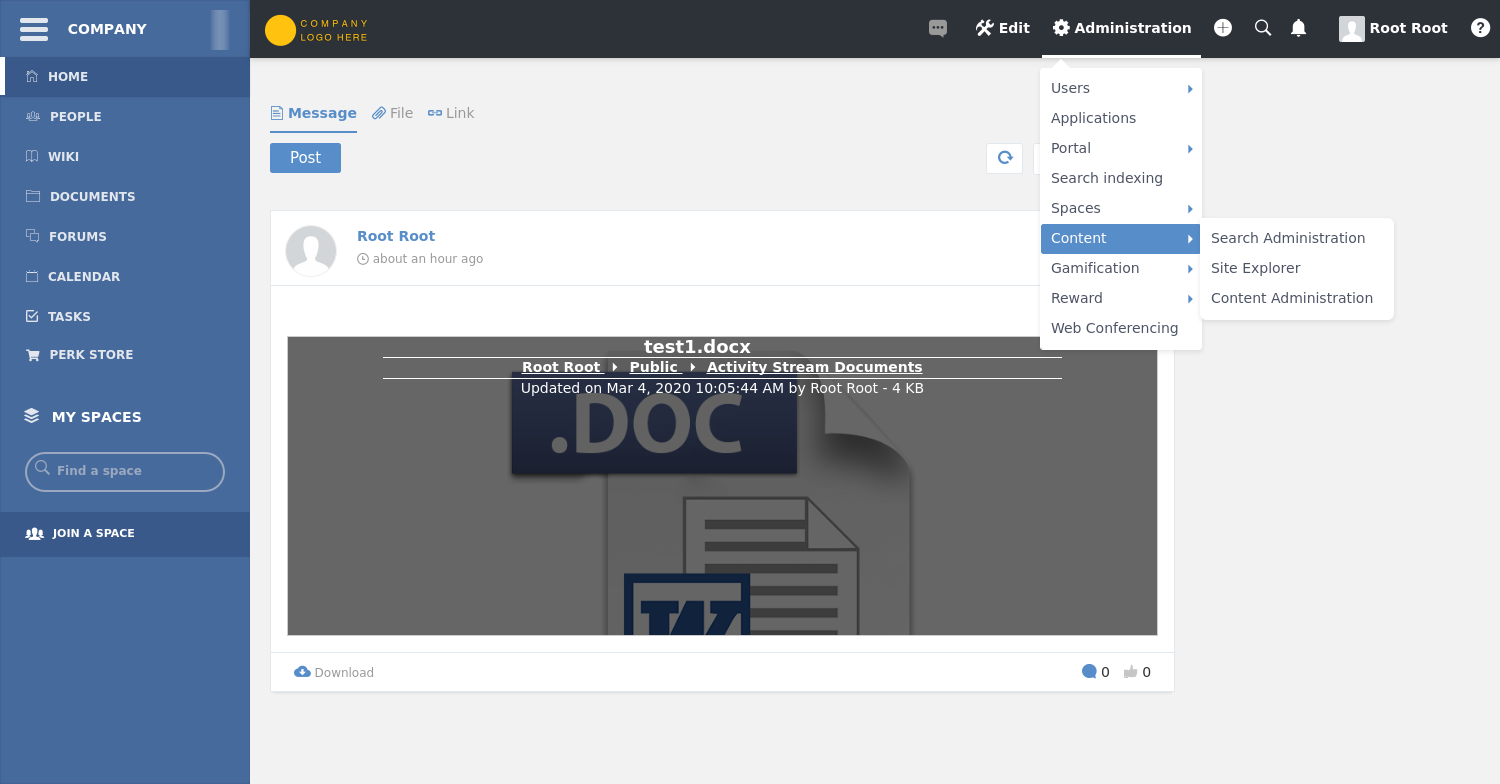 COMPANY
COMPANY
LOGO HERE
Edit
Administration
Root Root
?
HOME
PEOPLE
WIKI
DOCUMENTS
FORUMS
CALENDAR
TASKS
PERK STORE
MY SPACES
Find a space
JOIN A SPACE
Message
File
Link
Post
Users
Applications
Portal
Search indexing
Spaces
Content
Gamification
Reward
Web Conferencing
Search Administration
Site Explorer
Content Administration
Root Root
about an hour ago
test1.docx
Root Root Public Activity Stream Documents
Updated on Mar 4, 2020 10:05:44 AM by Root Root - 4 KB
.DOC
W
Download
0
0